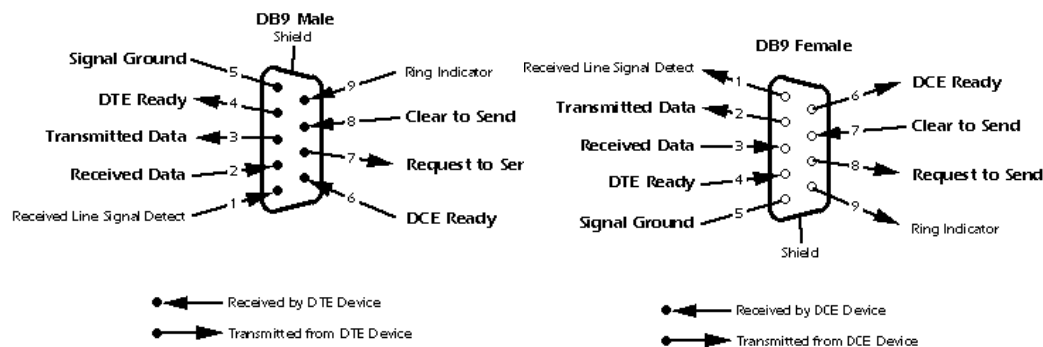 DB9 Male
Shield
Signal Ground
5
DTE Ready
4
Transmitted Data
3
Received Data
2
Received Line Signal Detect
1
9
Ring Indicator
8
Clear to Send
7
Request to Ser
6
DCE Ready
Received by DTE Device
Transmitted from DTE Device
DB9 Female
Received Line Signal Detect
1
Transmitted Data
2
Received Data
3
DTE Ready
4
Signal Ground
5
6
DCE Ready
7
Clear to Send
8
Request to Send
9
Ring Indicator
Shield
Received by DCE Device
Transmitted from DCE Device